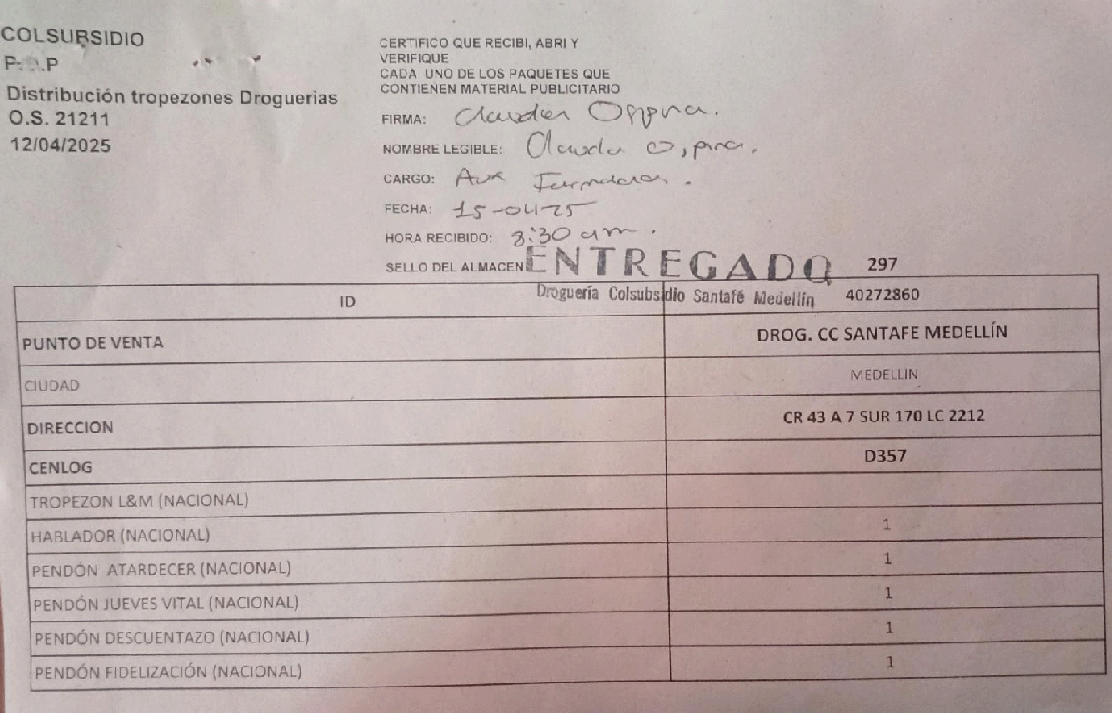 COLSUBSIDIO
P.O.P
Distribución tropezones Droguerias
O.S. 21211
12/04/2025
CERTIFICO QUE RECIBI, ABRI Y
VERIFIQUE
CADA UNO DE LOS PAQUETES QUE
CONTIENEN MATERIAL PUBLICITARIO
FIRMA: Claudia Ospina.
NOMBRE LEGIBLE: Claudia Ospina.
CARGO: Aux
FECHA: 15-04-25
HORA RECIBIDO: 8:30 am.
SELLO DEL ALMACEN ENTREGADO 297
Droguería Colsubsidio Santafé Medellín
ID 40272860
PUNTO DE VENTA DROG. CC SANTAFE MEDELLÍN
CIUDAD MEDELLIN
DIRECCION CR 43 A 7 SUR 170 LC 2212
CENLOG D357
TROPEZON L&M (NACIONAL)
HABLADOR (NACIONAL) 1
PENDÓN ATARDECER (NACIONAL) 1
PENDÓN JUEVES VITAL (NACIONAL) 1
PENDÓN DESCUENTAZO (NACIONAL) 1
PENDÓN FIDELIZACIÓN (NACIONAL) 1